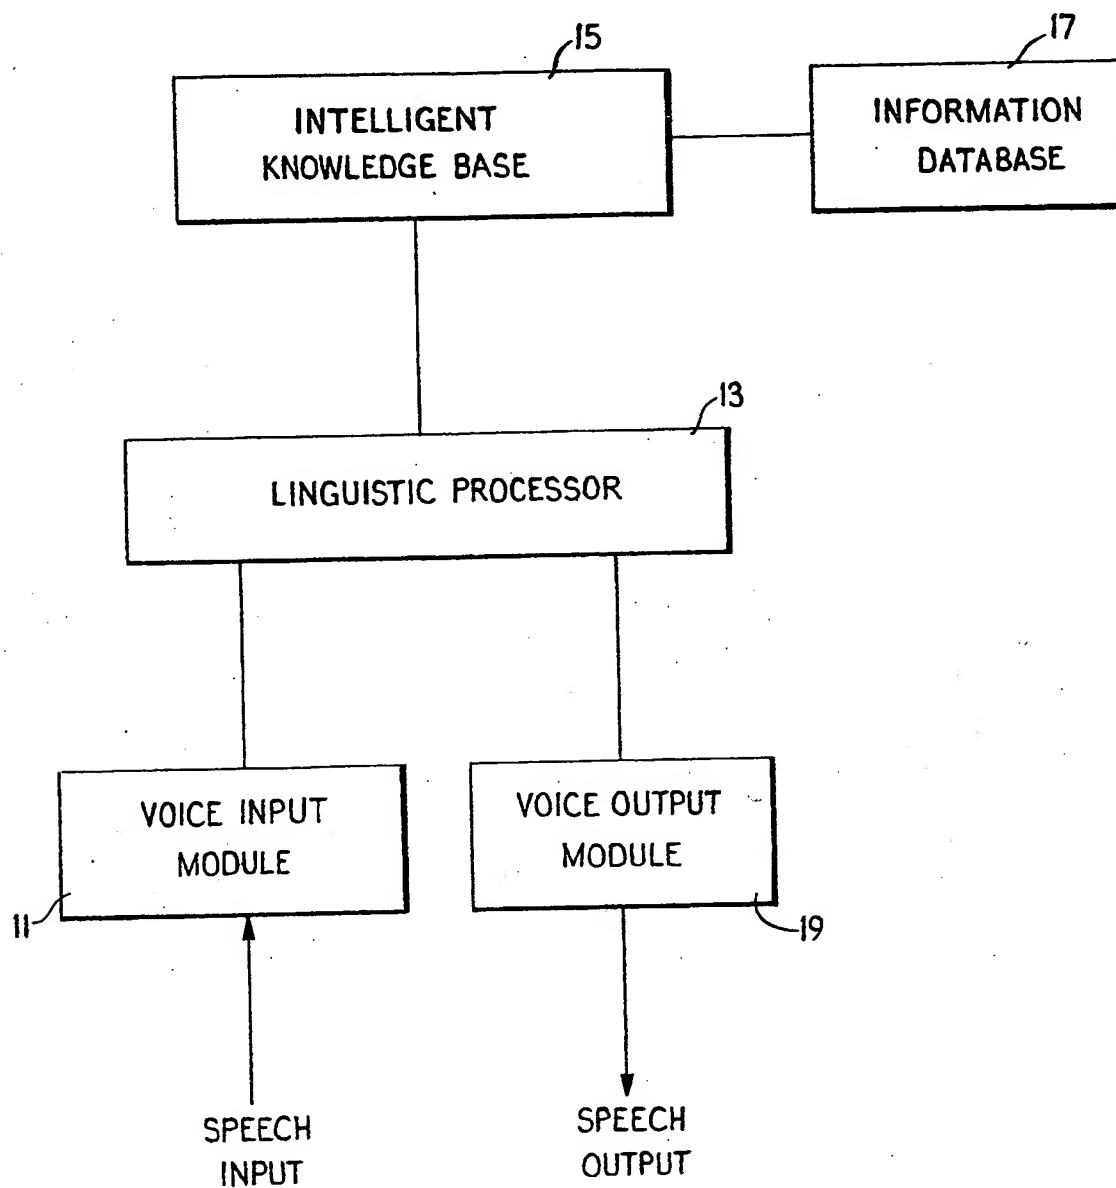 15
17
INTELLIGENT
KNOWLEDGE BASE
INFORMATION
DATABASE
13
LINGUISTIC PROCESSOR
VOICE INPUT
MODULE
VOICE OUTPUT
MODULE
11
19
SPEECH
INPUT
SPEECH
OUTPUT